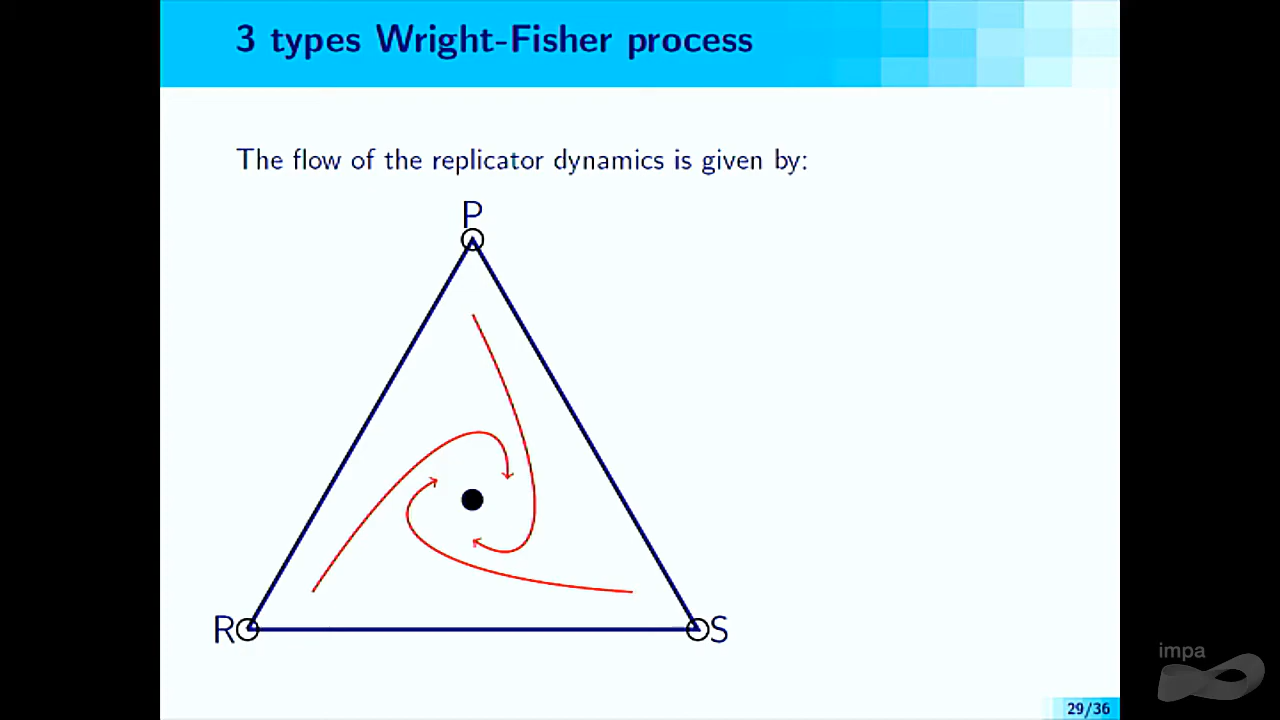 3 types Wright-Fisher process
The flow of the replicator dynamics is given by:
P
R
S
impa
29/36